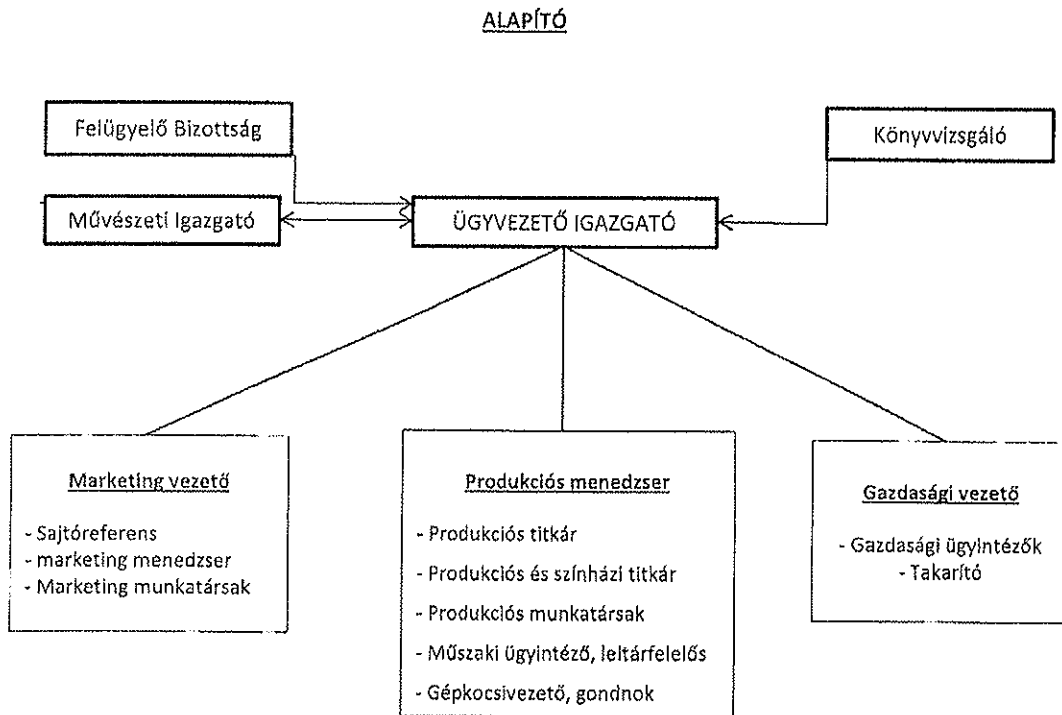 ALAPÍTÓ
Felügyelő Bizottság
Könyvvizsgáló
Művészeti Igazgató
ÜGYVEZETŐ IGAZGATÓ
Marketing vezető
- Sajtóreferens
- marketing menedzser
- Marketing munkatársak
Produkciós menedzser
- Produkciós titkár
- Produkciós és színházi titkár
- Produkciós munkatársak
- Műszaki ügyintéző, leltárfelelős
- Gépkocsivezető, gondnok
Gazdasági vezető
- Gazdasági ügyintézők
- Takarító